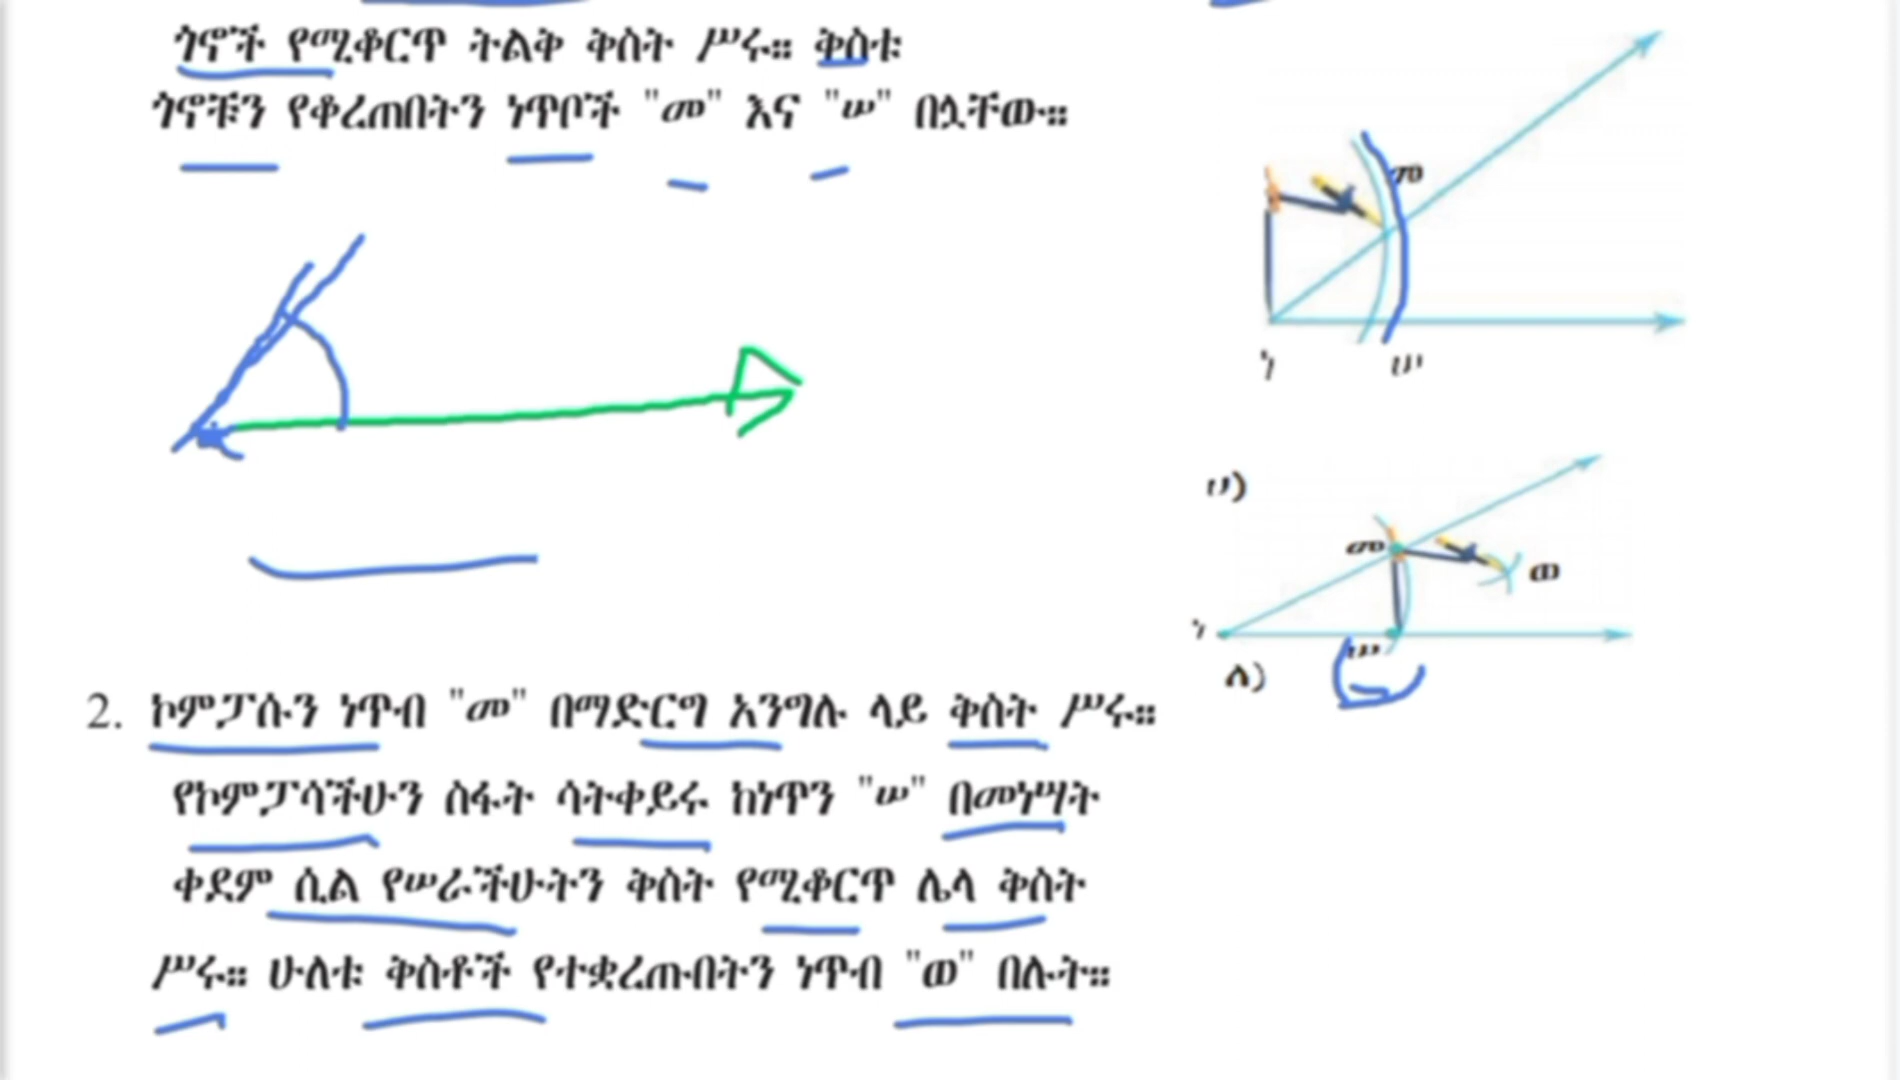 ጎኖች የሚቆርጥ ትልቅ ቅስት ሥሩ። ቅስቱ
ጎኖቹን የቆረጠበትን ነጥቦች "መ" እና "ሠ" በሏቸው።
መ
ነ
ሠ
ሀ)
መ
ወ
ነ
ሠ
ለ)
2. ኮምፓሱን ነጥብ "መ" በማድርግ አንግሉ ላይ ቅስት ሥሩ።
የኮምፓሳችሁን ስፋት ሳትቀይሩ ከነጥን "ሠ" በመነሣት
ቀደም ሲል የሠራችሁትን ቅስት የሚቆርጥ ሌላ ቅስት
ሥሩ። ሁለቱ ቅስቶች የተቋረጡበትን ነጥብ "ወ" በሉት።